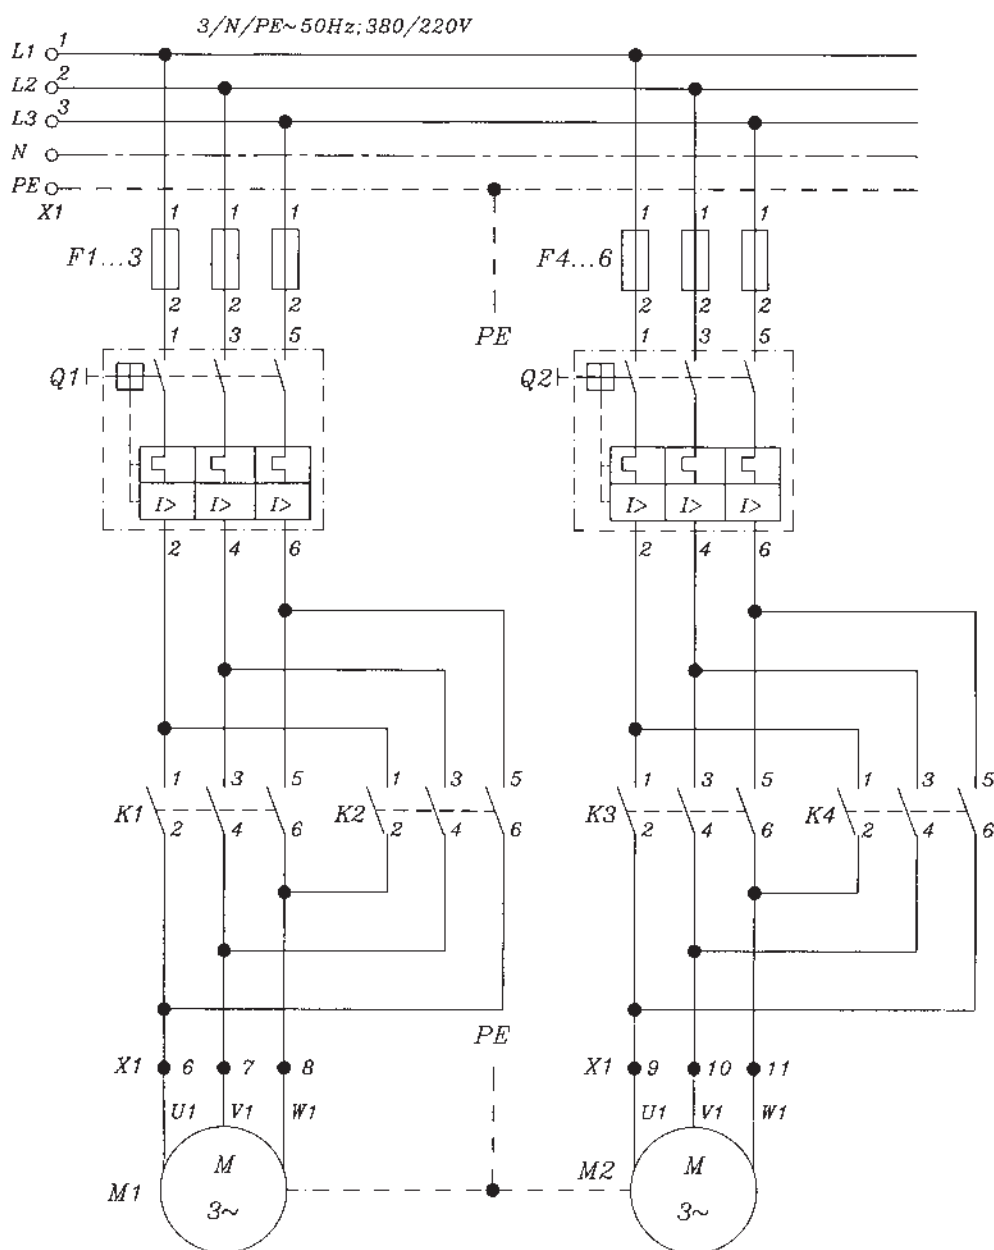 3/N/PE~50Hz;380/220V
L1 1
L2 2
L3 3
N
PE
X1
1 1 1 1 1 1
F1...3 F4...6
2 2 2 2 2 2
PE
1 3 5 1 3 5
Q1 Q2
I> I> I> I> I> I>
2 4 6 2 4 6
1 3 5 1 3 5 1 3 5 1 3 5
K1 K2 K3 K4
2 4 6 2 4 6 2 4 6 2 4 6
PE
X1 6 7 8 X1 9 10 11
U1 V1 W1 U1 V1 W1
M M
M1 M2
3~ 3~